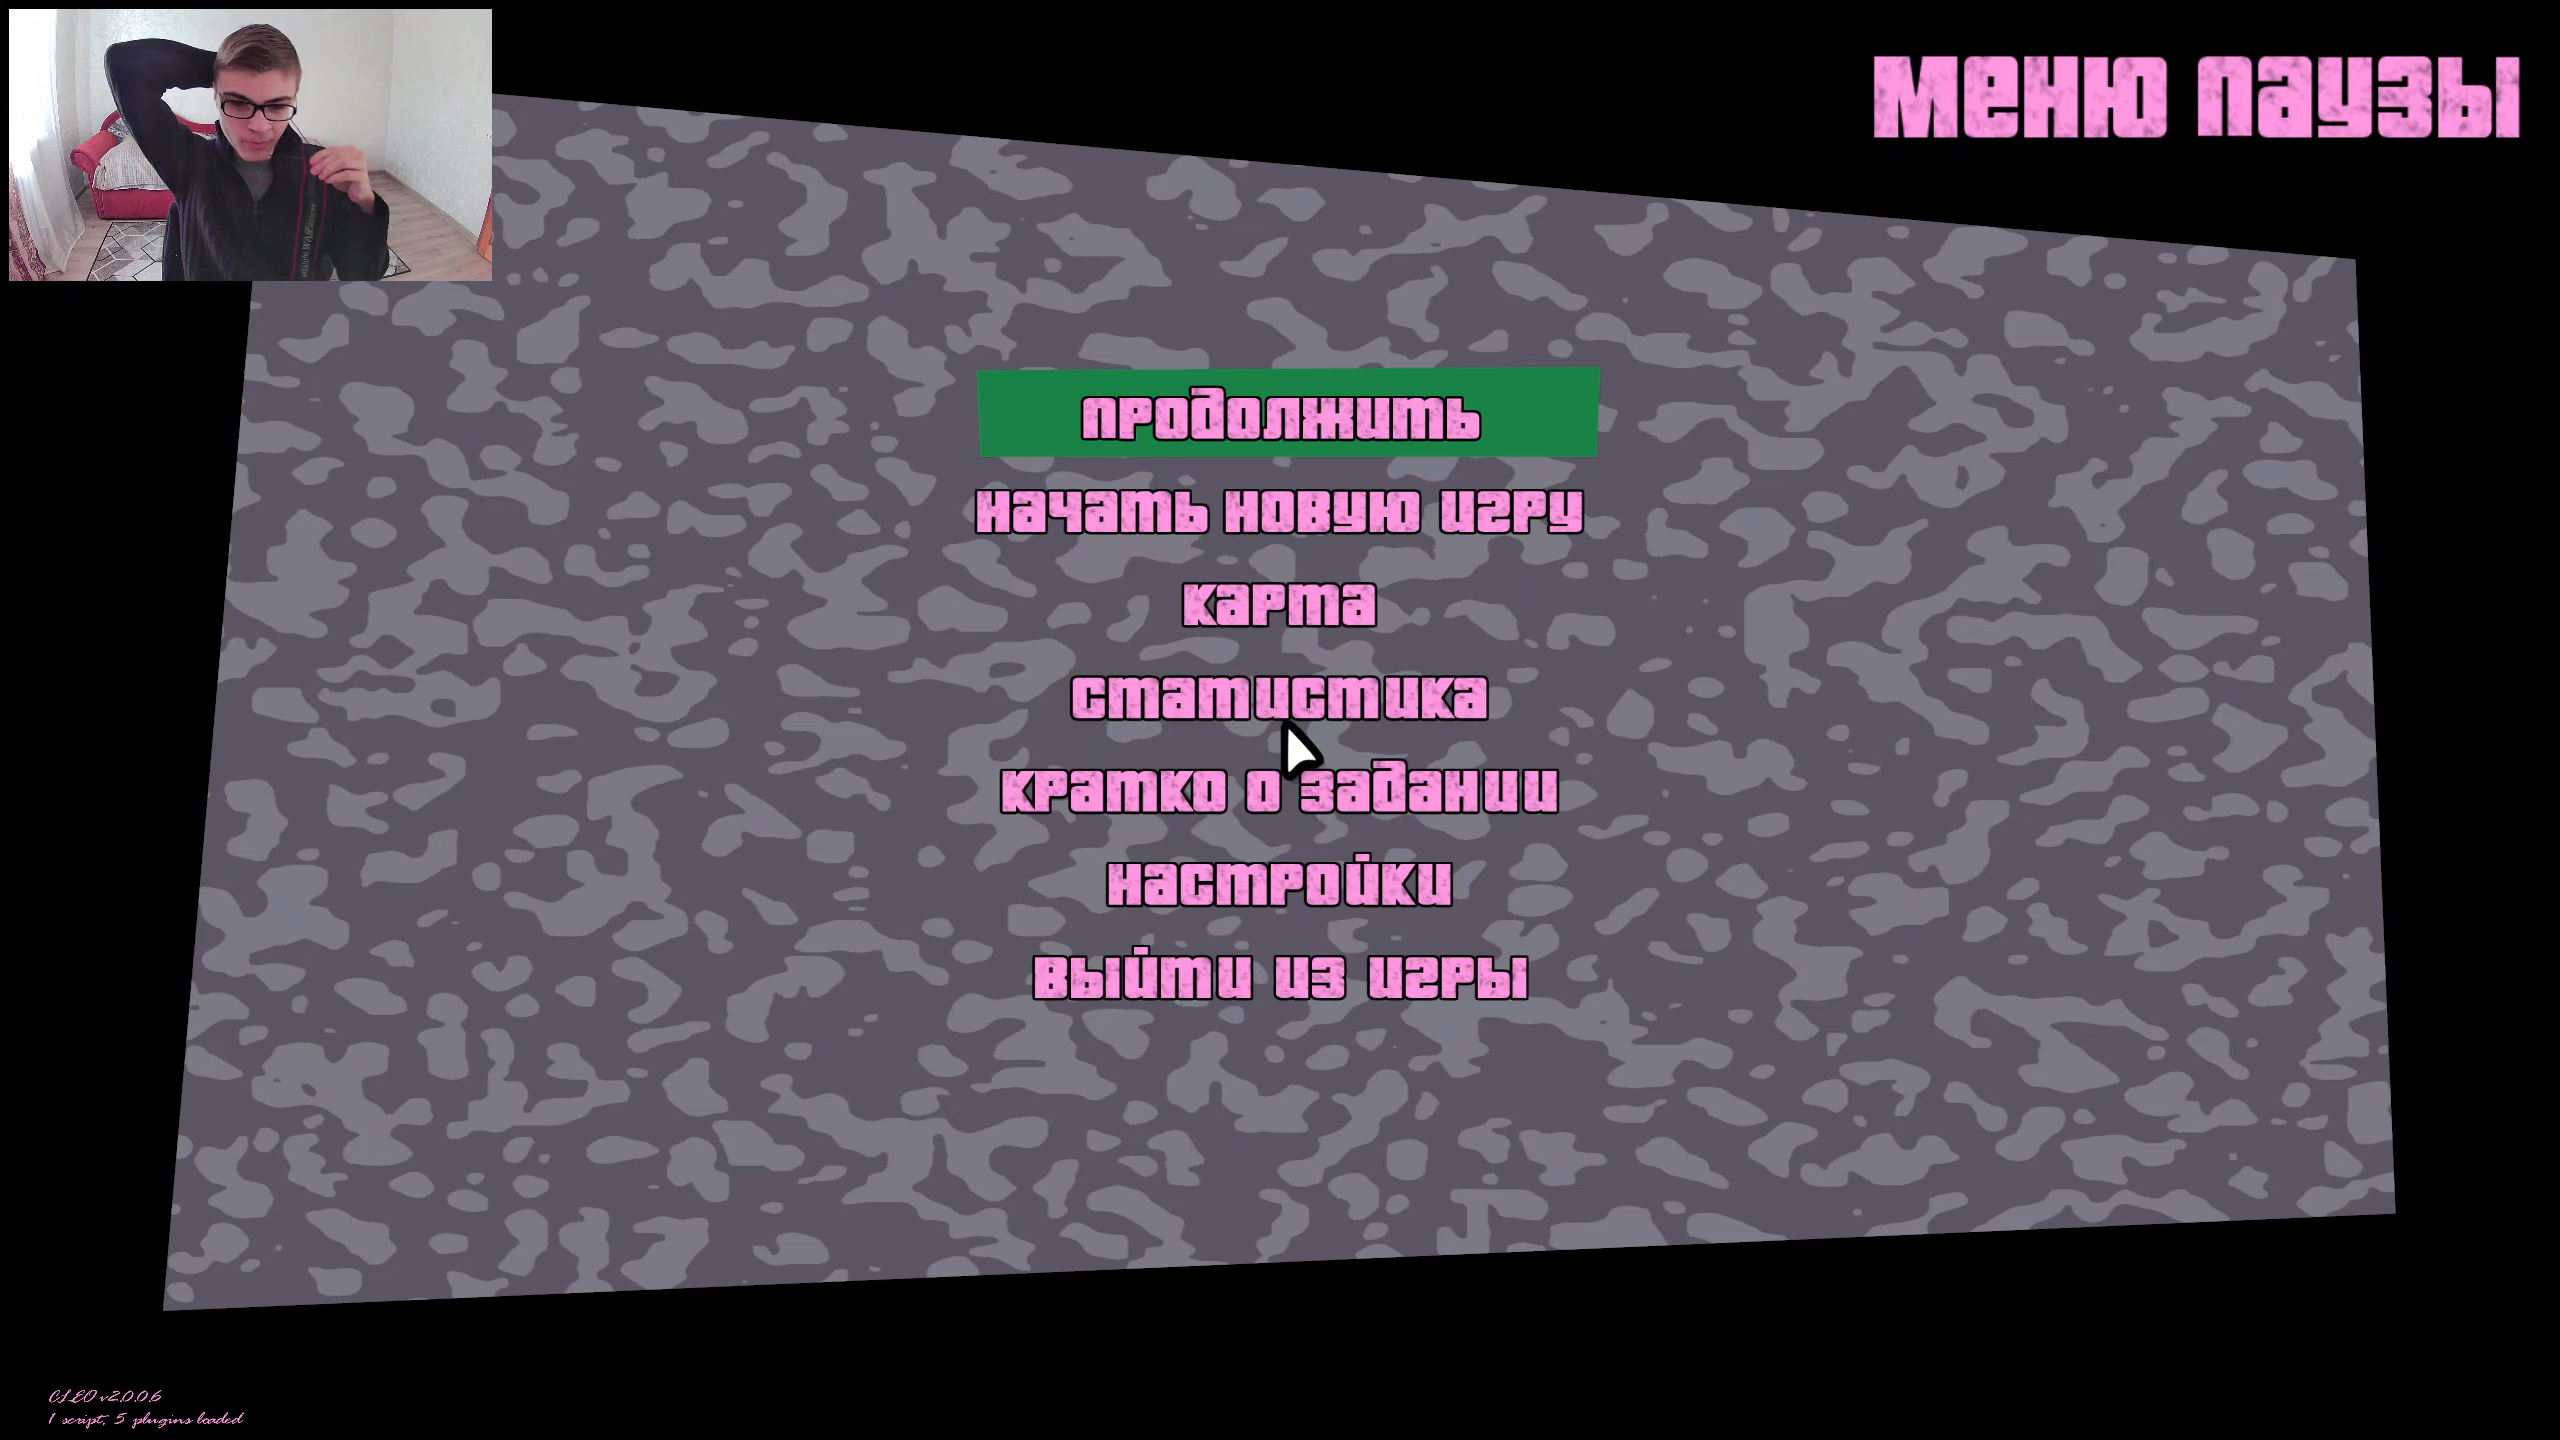 Меню паузы
продолжить
начать новую игру
карта
статистика
кратко о задании
настройки
выйти из игры
CLEO v2.0.0.6
1 script, 5 plugins loaded